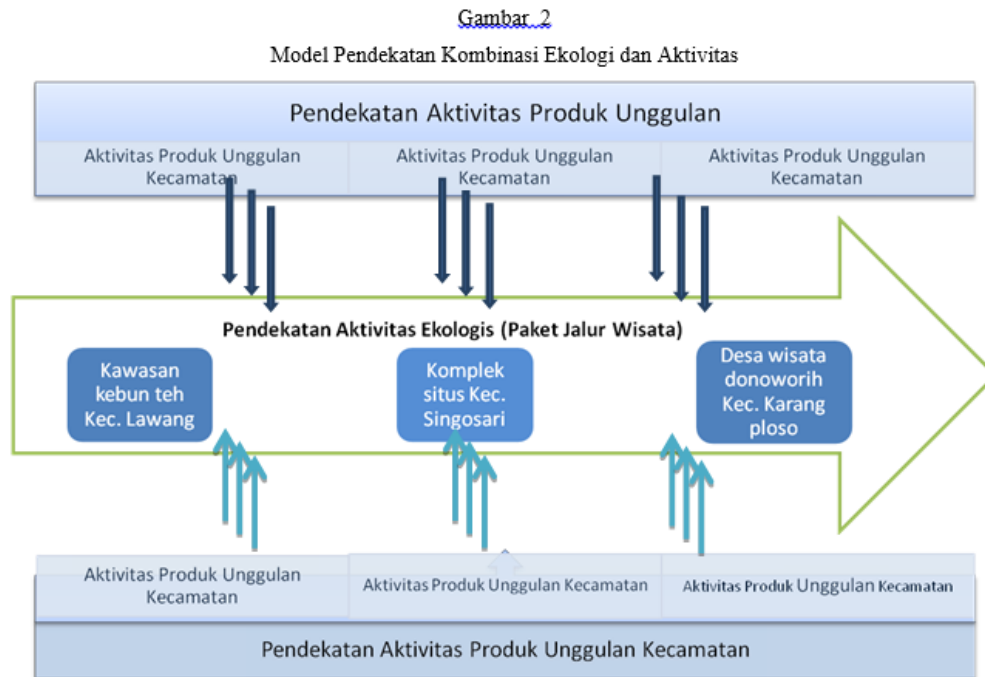 Gambar 2
Model Pendekatan Kombinasi Ekologi dan Aktivitas
Pendekatan Aktivitas Produk Unggulan
Aktivitas Produk Unggulan
Kecamatan
Aktivitas Produk Unggulan
Kecamatan
Aktivitas Produk Unggulan
Kecamatan
Pendekatan Aktivitas Ekologis (Paket Jalur Wisata)
Kawasan
kebun teh
Kec. Lawang
Komplek
situs Kec.
Singosari
Desa wisata
donoworih
Kec. Karang
ploso
Aktivitas Produk Unggulan
Kecamatan
Aktivitas Produk Unggulan Kecamatan
Aktivitas Produk Unggulan Kecamatan
Pendekatan Aktivitas Produk Unggulan Kecamatan